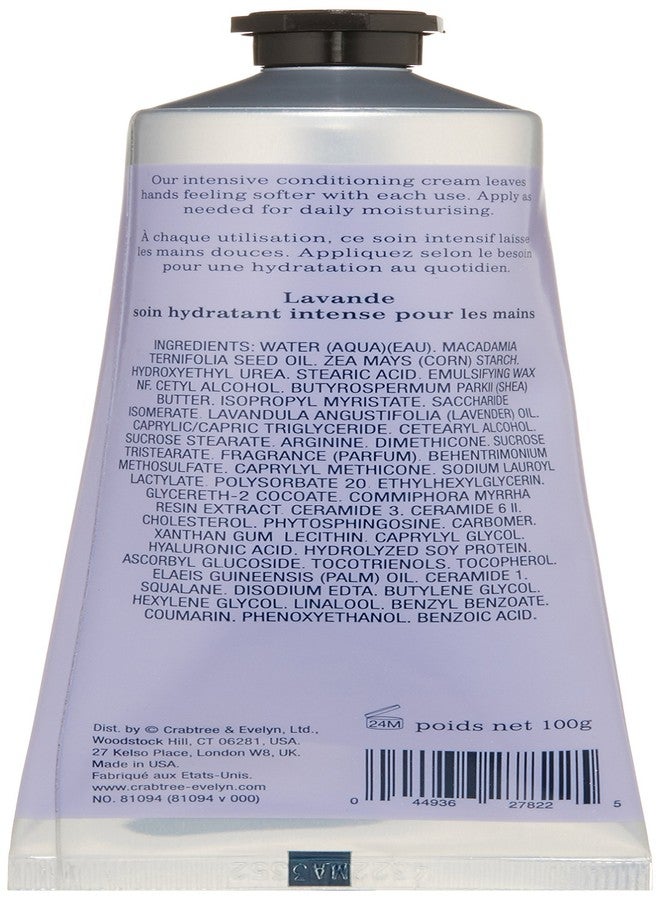 Our intensive conditioning cream leaves
hands feeling softer with each use. Apply as
needed for daily moisturising.
À chaque utilisation, ce soin intensif laisse
les mains douces. Appliquez selon le besoin
pour une hydratation au quotidien.
Lavande
soin hydratant intense pour les mains
INGREDIENTS: WATER (AQUA)(EAU). MACADAMIA
TERNIFOLIA SEED OIL. ZEA MAYS (CORN) STARCH.
HYDROXYETHYL UREA. STEARIC ACID. EMULSIFYING WAX
NF. CETYL ALCOHOL. BUTYROSPERMUM PARKII (SHEA)
BUTTER. ISOPROPYL MYRISTATE. SACCHARIDE
ISOMERATE. LAVANDULA ANGUSTIFOLIA (LAVENDER) OIL.
CAPRYLIC/CAPRIC TRIGLYCERIDE. CETEARYL ALCOHOL.
SUCROSE STEARATE. ARGININE. DIMETHICONE. SUCROSE
TRISTEARATE. FRAGRANCE (PARFUM). BEHENTRIMONIUM
METHOSULFATE. CAPRYLYL METHICONE. SODIUM LAUROYL
LACTYLATE. POLYSORBATE 20. ETHYLHEXYLGLYCERIN.
GLYCERETH-2 COCOATE. COMMIPHORA MYRRHA
RESIN EXTRACT. CERAMIDE 3. CERAMIDE 6 II.
CHOLESTEROL. PHYTOSPHINGOSINE. CARBOMER.
XANTHAN GUM. LECITHIN. CAPRYLYL GLYCOL.
HYALURONIC ACID. HYDROLYZED SOY PROTEIN.
ASCORBYL GLUCOSIDE. TOCOTRIENOLS. TOCOPHEROL.
ELAEIS GUINEENSIS (PALM) OIL. CERAMIDE 1.
SQUALANE. DISODIUM EDTA. BUTYLENE GLYCOL.
HEXYLENE GLYCOL. LINALOOL. BENZYL BENZOATE.
COUMARIN. PHENOXYETHANOL. BENZOIC ACID.
24M poids net 100g
Dist. by © Crabtree & Evelyn, Ltd.,
Woodstock Hill, CT 06281, USA.
27 Kelso Place, London W8, UK.
Made in USA.
Fabriqué aux Etats-Unis.
www.crabtree-evelyn.com
NO. 81094 (81094 v 000)
0 44936 27822 5